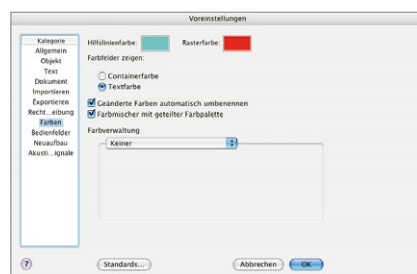 Voreinstellungen
Kategorie
Allgemein
Objekt
Text
Dokument
Importieren
Exportieren
Recht...eibung
Farben
Bedienfelder
Neuaufbau
Akusti...ignale
Hilfslinienfarbe:
Rasterfarbe:
Farbfelder zeigen:
Containerfarbe
Textfarbe
Geänderte Farben automatisch umbenennen
Farbmischer mit geteilter Farbpalette
Farbverwaltung
Keiner
?
Standards...
Abbrechen
OK